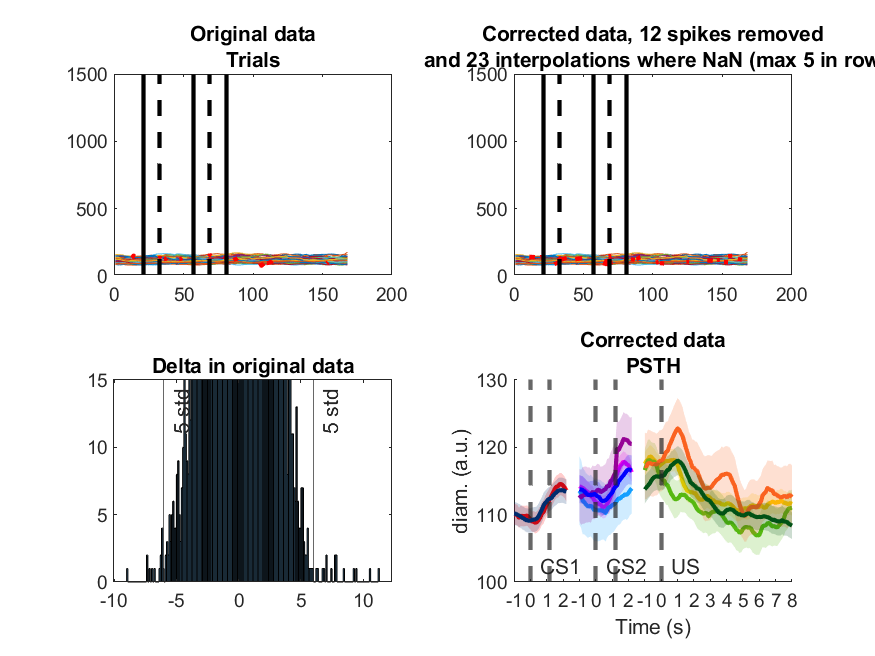 Original data
Trials
1500
1000
500
0
0 50 100 150 200
Corrected data, 12 spikes removed
and 23 interpolations where NaN (max 5 in row
1500
1000
500
0
0 50 100 150 200
Delta in original data
15
10
5
0
5 std
5 std
-10 -5 0 5 10
Corrected data
PSTH
130
120
110
100
diam. (a.u.)
CS1 CS2 US
-1 0 1 2 -1 0 1 2 -1 0 1 2 3 4 5 6 7 8
Time (s)